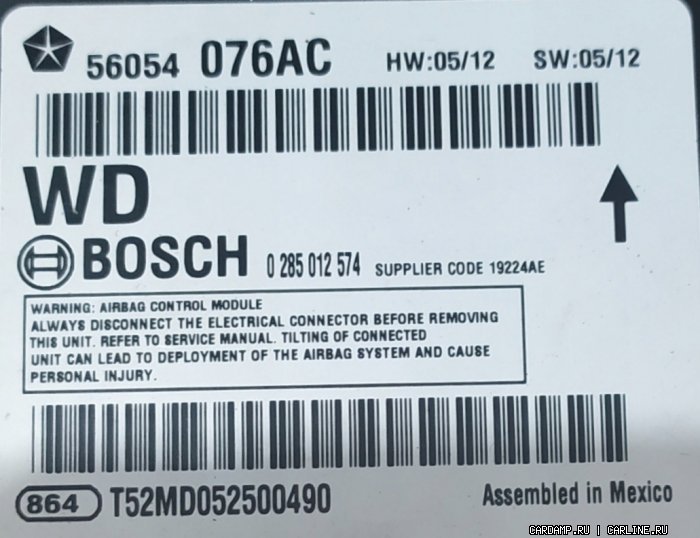 56054 076AC HW:05/12 SW:05/12
WD
BOSCH 0 285 012 574 SUPPLIER CODE 19224AE
WARNING: AIRBAG CONTROL MODULE
ALWAYS DISCONNECT THE ELECTRICAL CONNECTOR BEFORE REMOVING
THIS UNIT. REFER TO SERVICE MANUAL. TILTING OF CONNECTED
UNIT CAN LEAD TO DEPLOYMENT OF THE AIRBAG SYSTEM AND CAUSE
PERSONAL INJURY.
864 T52MD052500490 Assembled in Mexico
CARDAMP.RU | CARLINE.RU